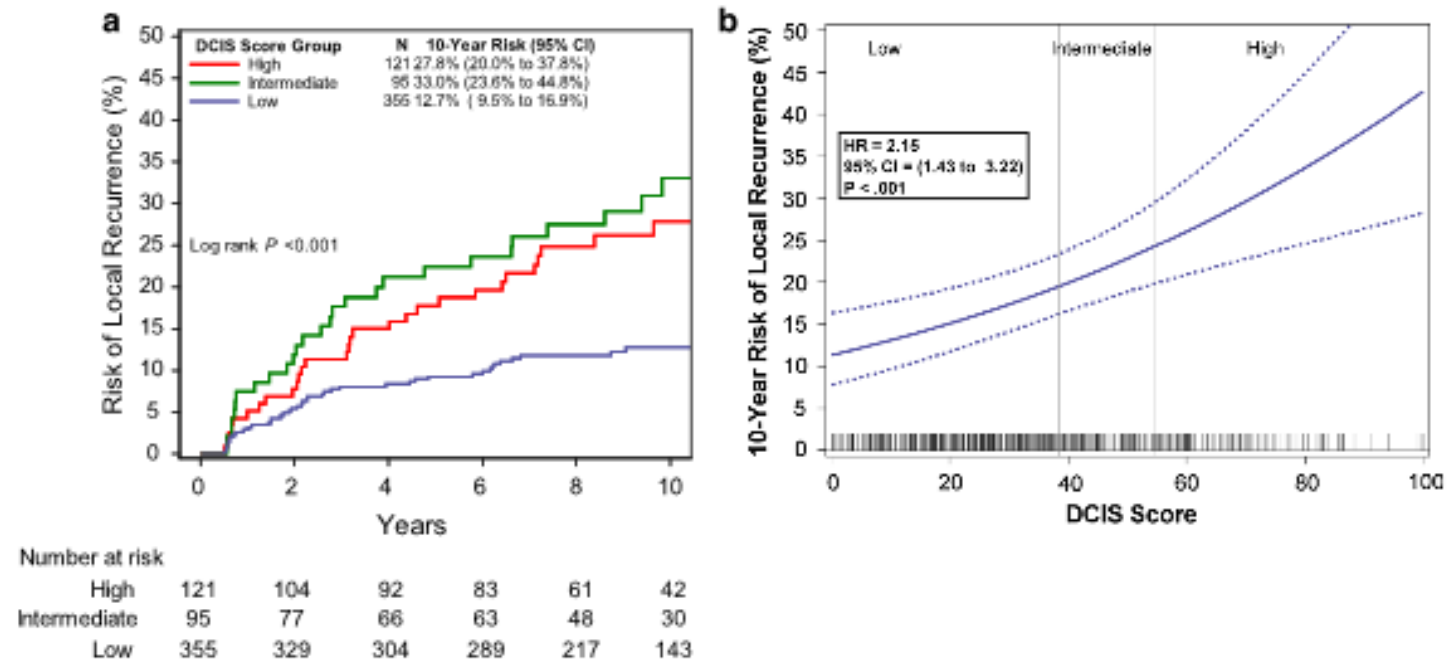 a
Risk of Local Recurrence (%)
50
45
40
35
30
25
20
15
10
5
0
DCIS Score Group N 10-Year Risk (95% CI)
High 121 27.8% (20.0% to 37.8%)
Intermediate 95 33.0% (23.6% to 44.8%)
Low 355 12.7% ( 9.5% to 16.9%)
Log rank P <0.001
0 2 4 6 8 10
Years
Number at risk
High 121 104 92 83 61 42
Intermediate 95 77 66 63 48 30
Low 355 329 304 289 217 143
b
10-Year Risk of Local Recurrence (%)
50
45
40
35
30
25
20
15
10
5
0
Low Intermediate High
HR = 2.15
95% CI = (1.43 to 3.22)
P < .001
0 20 40 60 80 100
DCIS Score